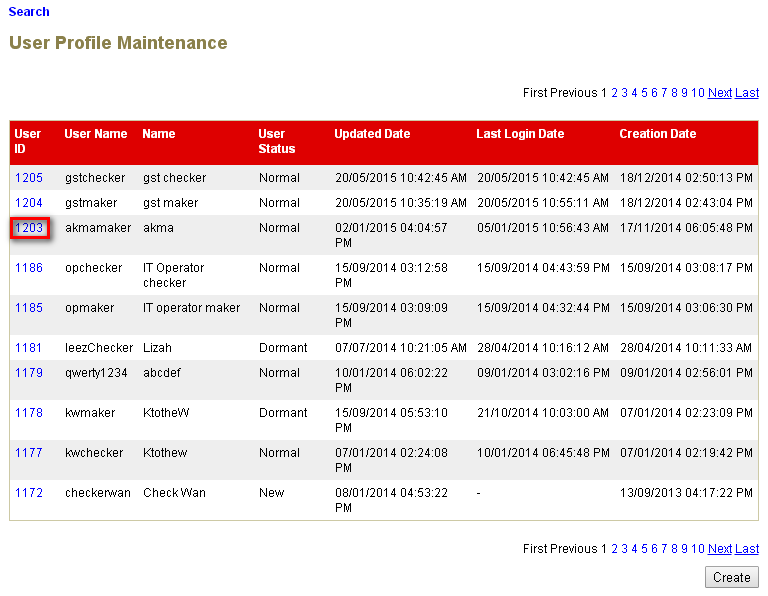 Search
User Profile Maintenance
First Previous 1 2 3 4 5 6 7 8 9 10 Next Last
User ID User Name Name User Status Updated Date Last Login Date Creation Date
1205 gstchecker gst checker Normal 20/05/2015 10:42:45 AM 20/05/2015 10:42:45 AM 18/12/2014 02:50:13 PM
1204 gstmaker gst maker Normal 20/05/2015 10:35:19 AM 20/05/2015 10:55:11 AM 18/12/2014 02:43:04 PM
1203 akmamaker akma Normal 02/01/2015 04:04:57 PM 05/01/2015 10:56:43 AM 17/11/2014 06:05:48 PM
1186 opchecker IT Operator checker Normal 15/09/2014 03:12:58 PM 15/09/2014 04:43:59 PM 15/09/2014 03:08:17 PM
1185 opmaker IT operator maker Normal 15/09/2014 03:09:09 PM 15/09/2014 04:32:44 PM 15/09/2014 03:06:30 PM
1181 leezChecker Lizah Dormant 07/07/2014 10:21:05 AM 28/04/2014 10:16:12 AM 28/04/2014 10:11:33 AM
1179 qwerty1234 abcdef Normal 10/01/2014 06:02:22 PM 09/01/2014 03:02:16 PM 09/01/2014 02:56:01 PM
1178 kwmaker KtotheW Dormant 15/09/2014 05:53:10 PM 21/10/2014 10:03:00 AM 07/01/2014 02:23:09 PM
1177 kwchecker Ktothew Normal 07/01/2014 02:24:08 PM 10/01/2014 06:45:48 PM 07/01/2014 02:19:42 PM
1172 checkerwan Check Wan New 08/01/2014 04:53:22 PM - 13/09/2013 04:17:22 PM
First Previous 1 2 3 4 5 6 7 8 9 10 Next Last
Create